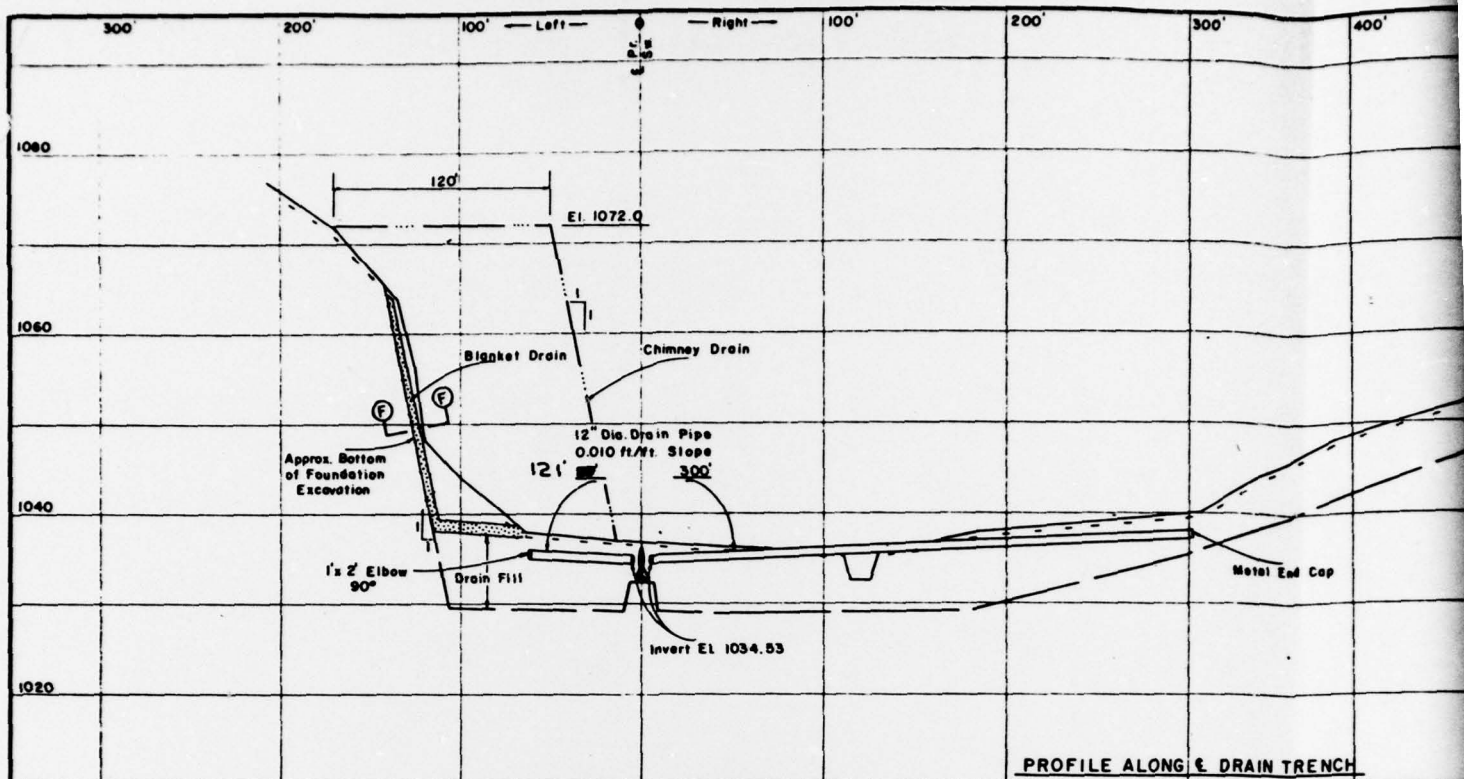 300' 200' 100' Left Right 100' 200' 300' 400'
℄ Pr. Sw.
1080
120'
El. 1072.0
1
1
1060
Blanket Drain
Chimney Drain
F F
12" Dia. Drain Pipe
0.010 ft/ft. Slope
121' 300'
Approx. Bottom
of Foundation
Excavation
1040
1
1
1' x 2' Elbow
90°
Drain Fill
Metal End Cap
Invert El. 1034.53
1020
PROFILE ALONG ℄ DRAIN TRENCH